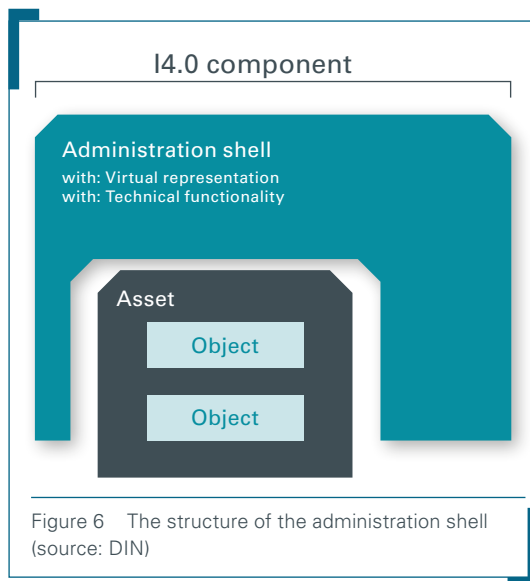 I4.0 component
Administration shell
with: Virtual representation
with: Technical functionality
Asset
Object
Object
Figure 6 The structure of the administration shell
(source: DIN)